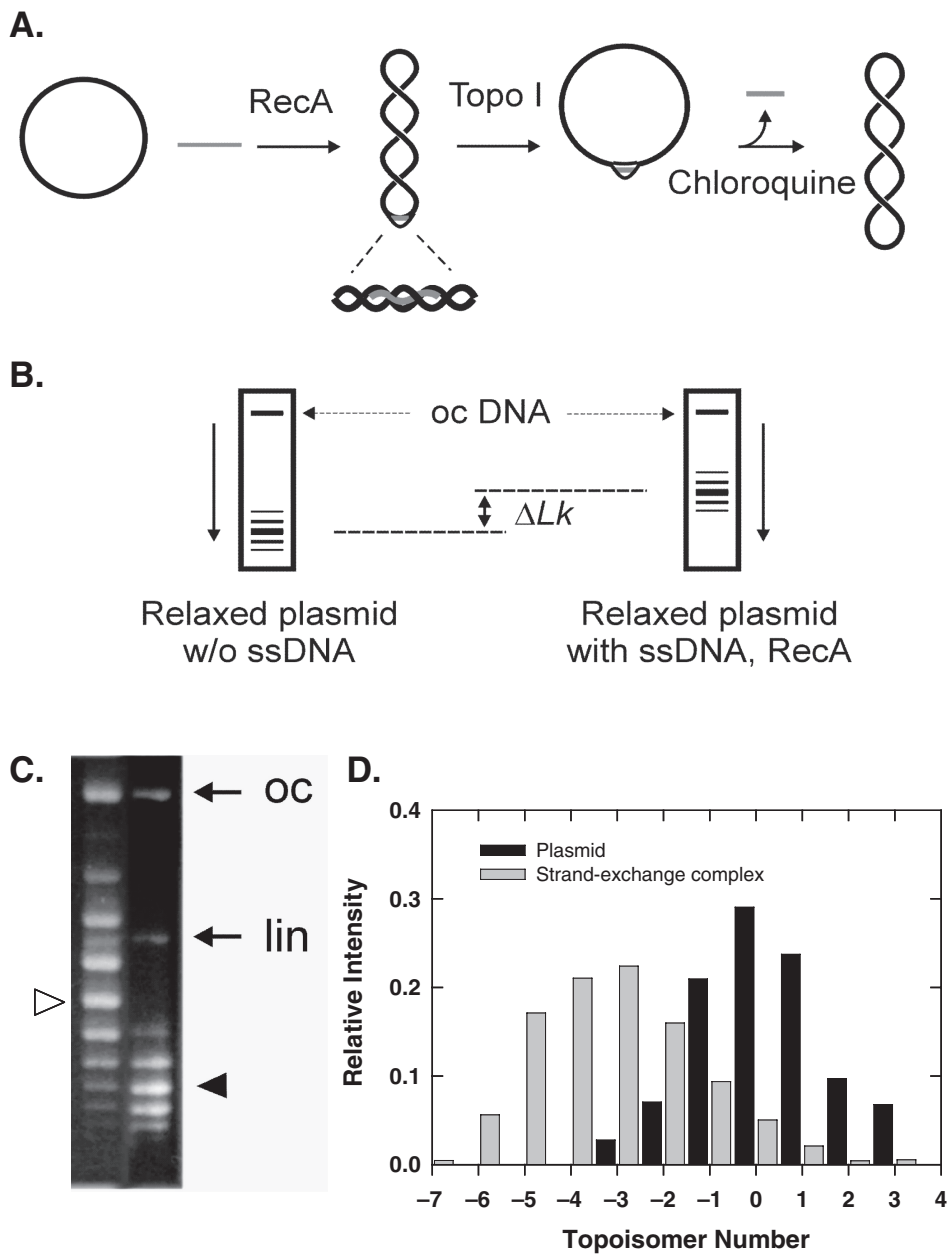 A.
RecA
Topo I
Chloroquine
B.
oc DNA
ΔLk
Relaxed plasmid
w/o ssDNA
Relaxed plasmid
with ssDNA, RecA
C.
oc
lin
D.
0.4
0.3
0.2
0.1
0.0
Relative Intensity
Plasmid
Strand-exchange complex
–7 –6 –5 –4 –3 –2 –1 0 1 2 3 4
Topoisomer Number